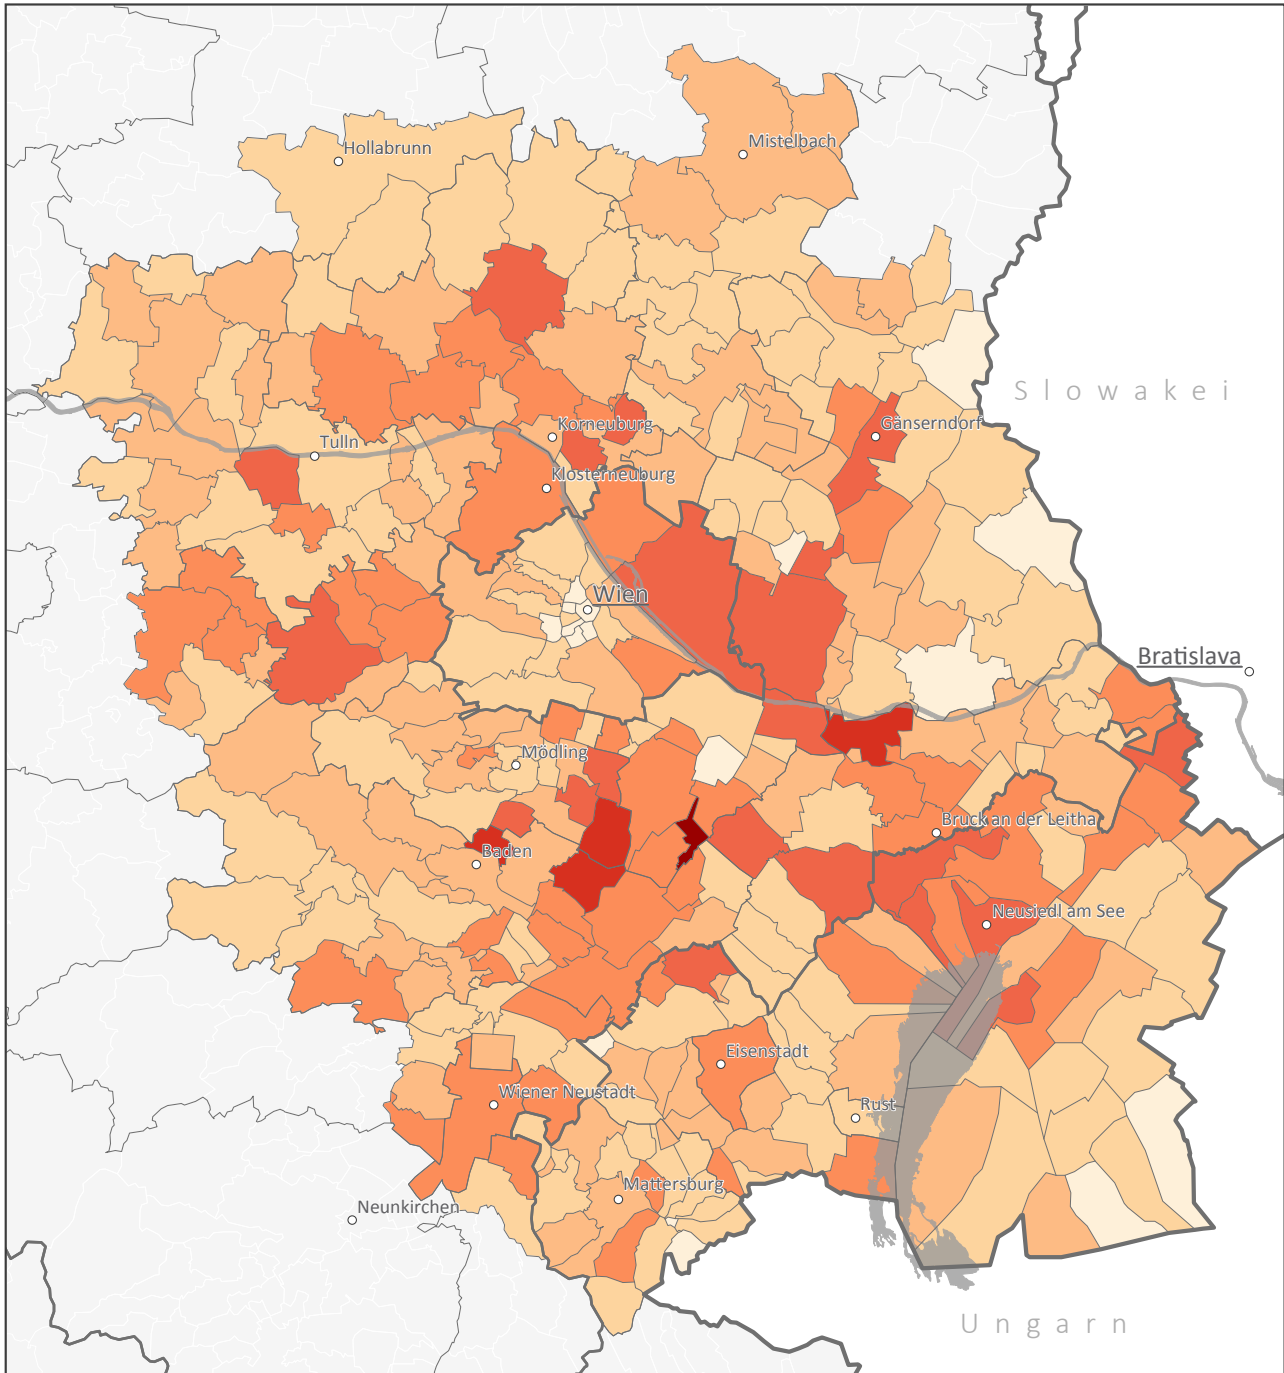 Mistelbach
Hollabrunn
Slowakei
Gänserndorf
Korneuburg
Tulln
Klosterneuburg
Wien
Bratislava
Mödling
Bruck an der Leitha
Baden
Neusiedl am See
Eisenstadt
Wiener Neustadt
Rust
Mattersburg
Neunkirchen
Ungarn